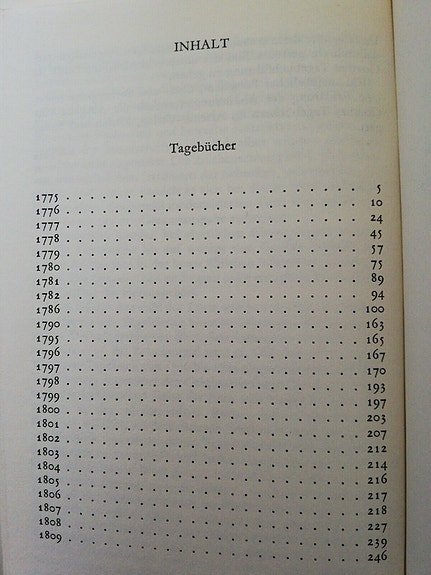 INHALT
Tagebücher
1775 . . . . . . . . . . . . . . . . . . . . 5
1776 . . . . . . . . . . . . . . . . . . . . 10
1777 . . . . . . . . . . . . . . . . . . . . 24
1778 . . . . . . . . . . . . . . . . . . . . 45
1779 . . . . . . . . . . . . . . . . . . . . 57
1780 . . . . . . . . . . . . . . . . . . . . 75
1781 . . . . . . . . . . . . . . . . . . . . 89
1782 . . . . . . . . . . . . . . . . . . . . 94
1786 . . . . . . . . . . . . . . . . . . . . 100
1790 . . . . . . . . . . . . . . . . . . . . 163
1795 . . . . . . . . . . . . . . . . . . . . 165
1796 . . . . . . . . . . . . . . . . . . . . 167
1797 . . . . . . . . . . . . . . . . . . . . 170
1798 . . . . . . . . . . . . . . . . . . . . 193
1799 . . . . . . . . . . . . . . . . . . . . 197
1800 . . . . . . . . . . . . . . . . . . . . 203
1801 . . . . . . . . . . . . . . . . . . . . 207
1802 . . . . . . . . . . . . . . . . . . . . 212
1803 . . . . . . . . . . . . . . . . . . . . 214
1804 . . . . . . . . . . . . . . . . . . . . 216
1805 . . . . . . . . . . . . . . . . . . . . 217
1806 . . . . . . . . . . . . . . . . . . . . 218
1807 . . . . . . . . . . . . . . . . . . . . 227
1808 . . . . . . . . . . . . . . . . . . . . 239
1809 . . . . . . . . . . . . . . . . . . . . 246